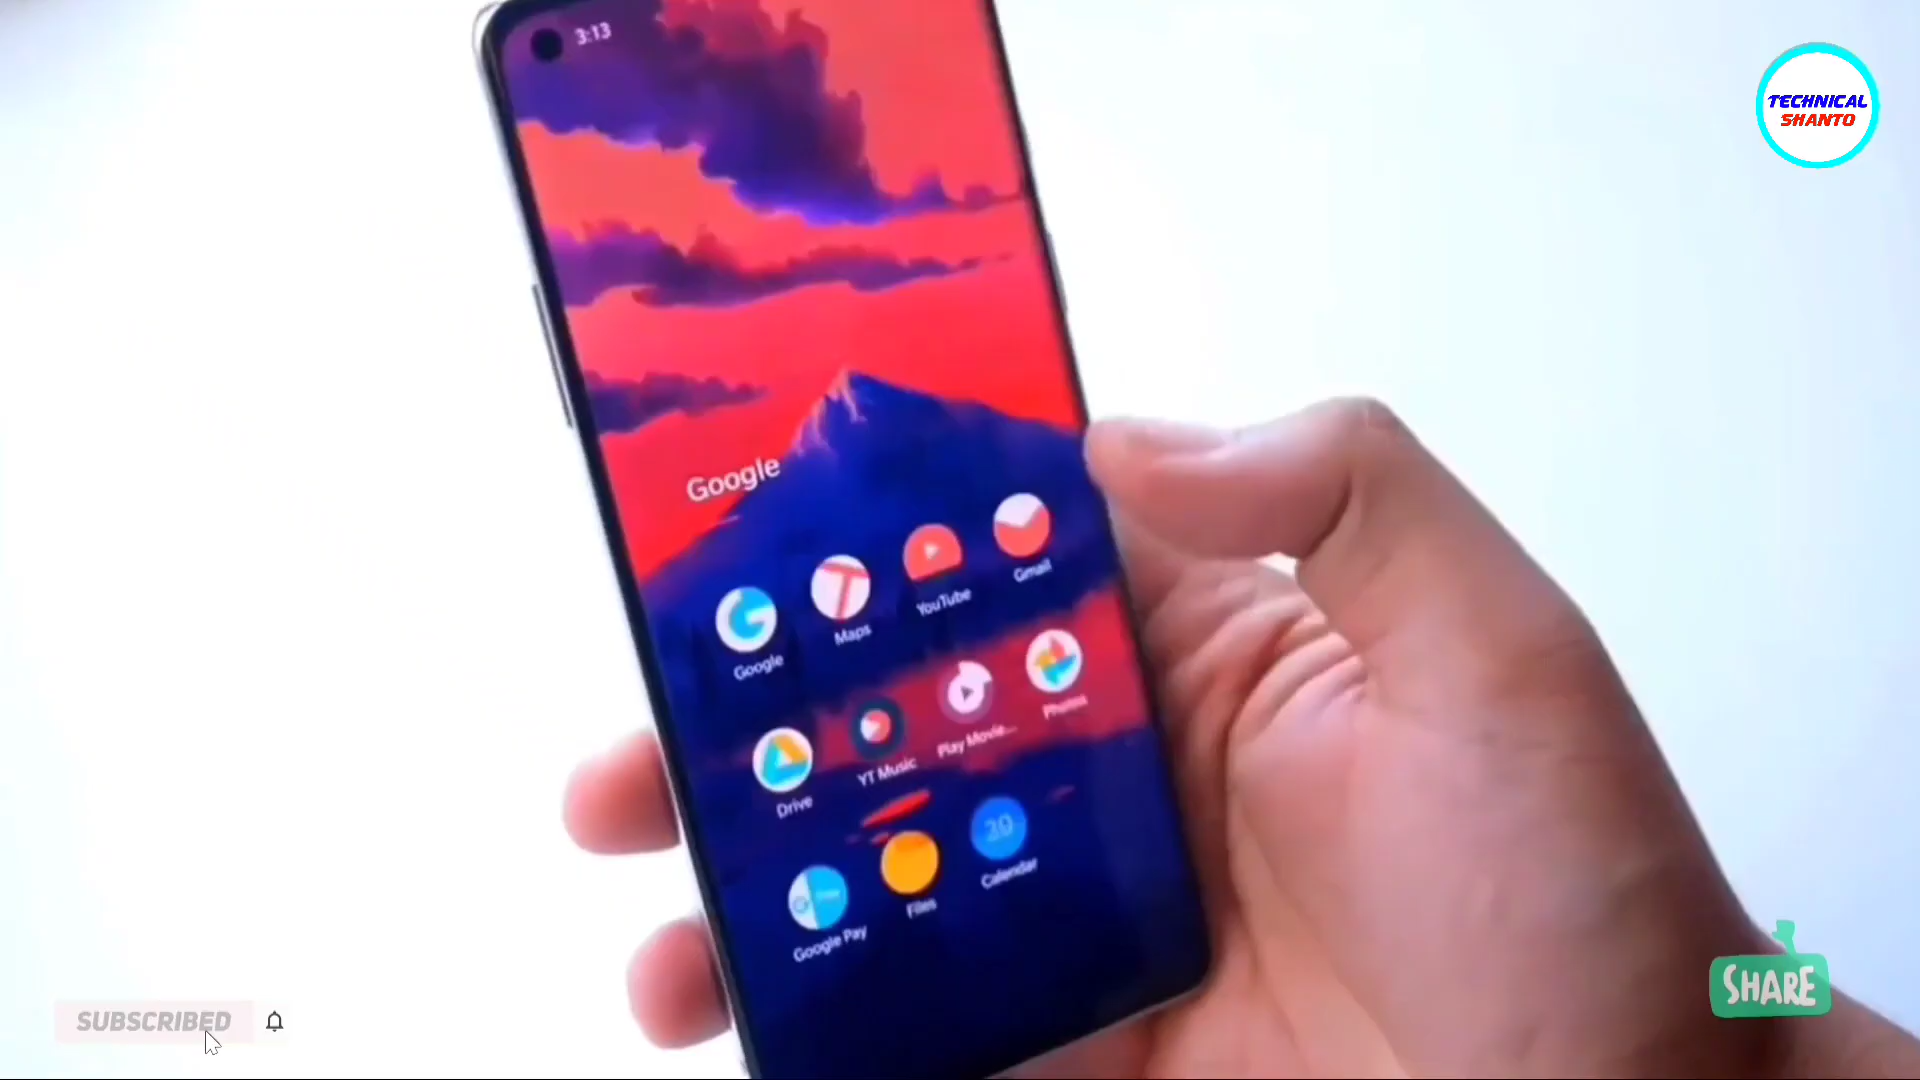 3:13
TECHNICAL
SHANTO
Google
Google
Maps
YouTube
Gmail
Drive
YT Music
Play Movie...
Photos
Google Pay
Files
Calendar
SHARE
SUBSCRIBED